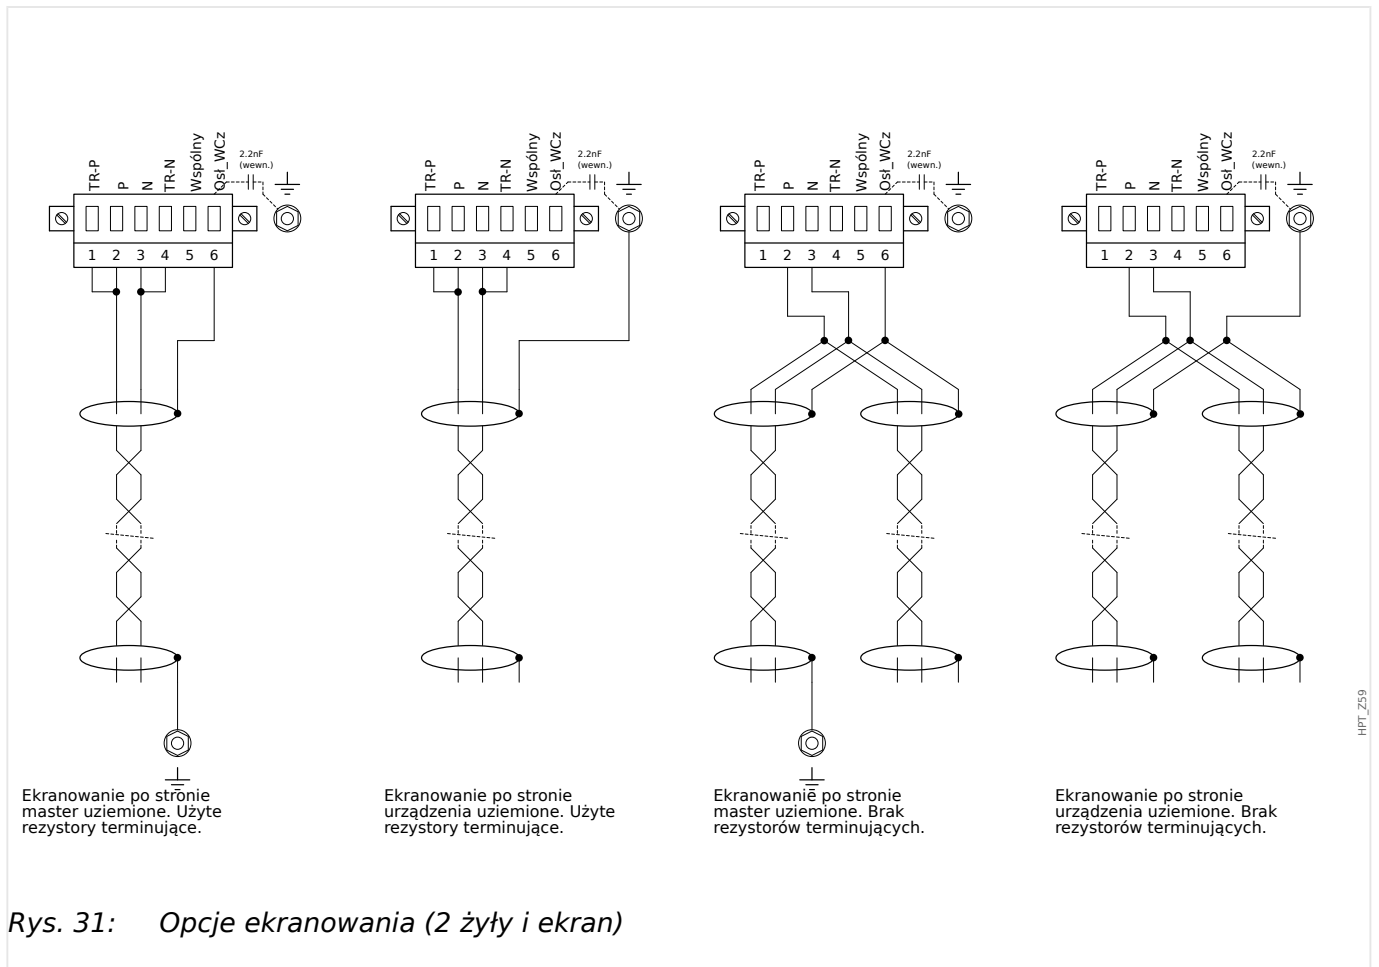 TR-P
P
N
TR-N
Wspólny
Osł_WCz
2.2nF
(wewn.)
1 2 3 4 5 6
Ekranowanie po stronie
master uziemione. Użyte
rezystory terminujące.
TR-P
P
N
TR-N
Wspólny
Osł_WCz
2.2nF
(wewn.)
1 2 3 4 5 6
Ekranowanie po stronie
urządzenia uziemione. Użyte
rezystory terminujące.
TR-P
P
N
TR-N
Wspólny
Osł_WCz
2.2nF
(wewn.)
1 2 3 4 5 6
Ekranowanie po stronie
master uziemione. Brak
rezystorów terminujących.
TR-P
P
N
TR-N
Wspólny
Osł_WCz
2.2nF
(wewn.)
1 2 3 4 5 6
Ekranowanie po stronie
urządzenia uziemione. Brak
rezystorów terminujących.
HPT_Z59
Rys. 31: Opcje ekranowania (2 żyły i ekran)